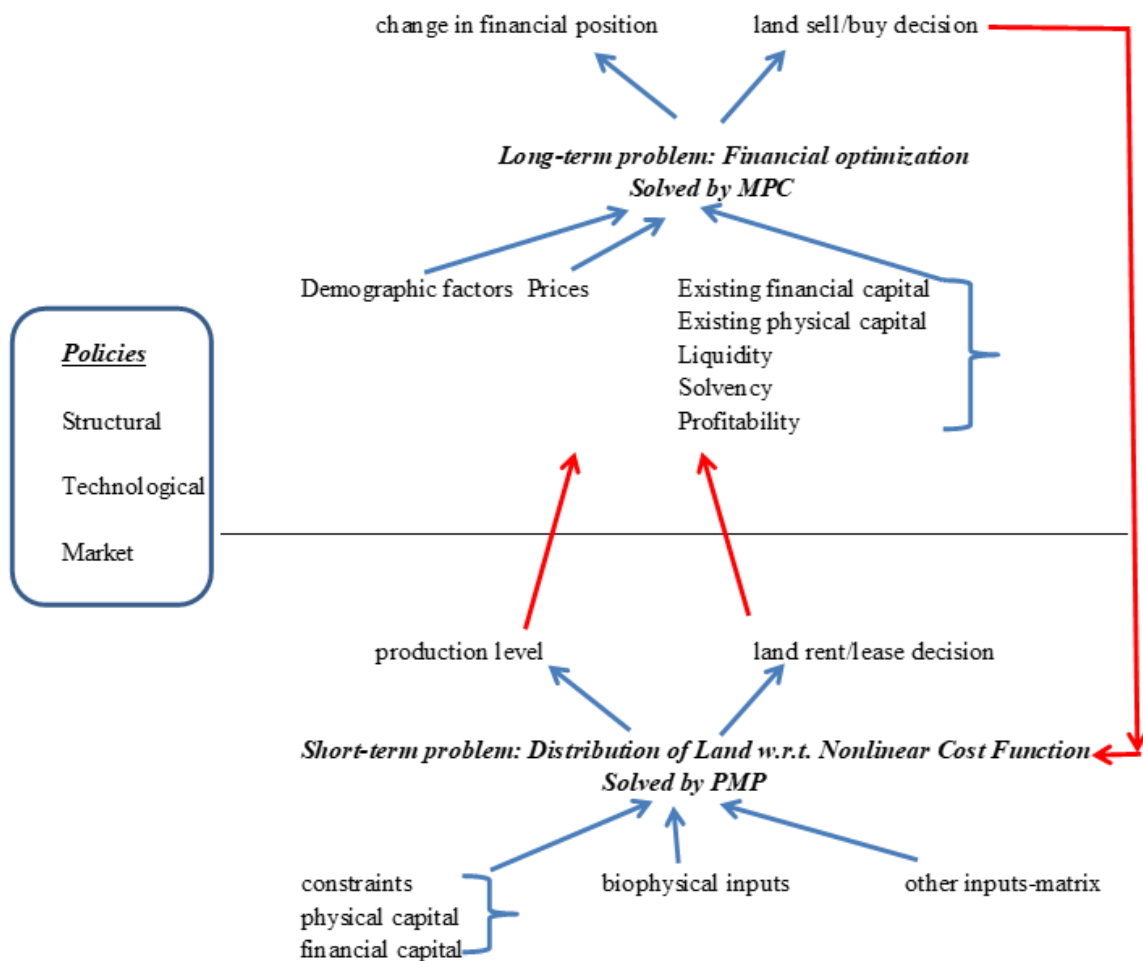 change in financial position
land sell/buy decision
Long-term problem: Financial optimization
Solved by MPC
Demographic factors
Prices
Existing financial capital
Existing physical capital
Liquidity
Solvency
Profitability
Policies
Structural
Technological
Market
production level
land rent/lease decision
Short-term problem: Distribution of Land w.r.t. Nonlinear Cost Function
Solved by PMP
constraints
physical capital
financial capital
biophysical inputs
other inputs-matrix